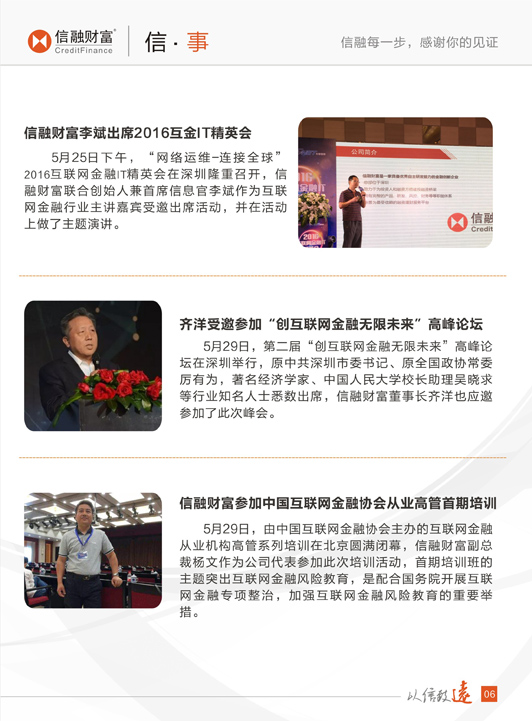 信融财富
CreditFinance
信·事
信融每一步，感谢你的见证
信融财富李斌出席2016互金IT精英会
5月25日下午，“网络运维–连接全球”
2016互联网金融IT精英会在深圳隆重召开，信
融财富联合创始人兼首席信息官李斌作为互联
网金融行业主讲嘉宾受邀出席活动，并在活动
上做了主题演讲。
公司简介
信融
齐洋受邀参加“创互联网金融无限未来”高峰论坛
5月29日，第二届“创互联网金融无限未来”高峰论
坛在深圳举行，原中共深圳市委书记、原全国政协常委
厉有为，著名经济学家、中国人民大学校长助理吴晓求
等行业知名人士悉数出席，信融财富董事长齐洋也应邀
参加了此次峰会。
信融财富参加中国互联网金融协会从业高管首期培训
5月29日，由中国互联网金融协会主办的互联网金融
从业机构高管系列培训在北京圆满闭幕，信融财富副总
裁杨文作为公司代表参加此次培训活动，首期培训班的
主题突出互联网金融风险教育，是配合国务院开展互联
网金融专项整治，加强互联网金融风险教育的重要举
措。
以信致遠
06